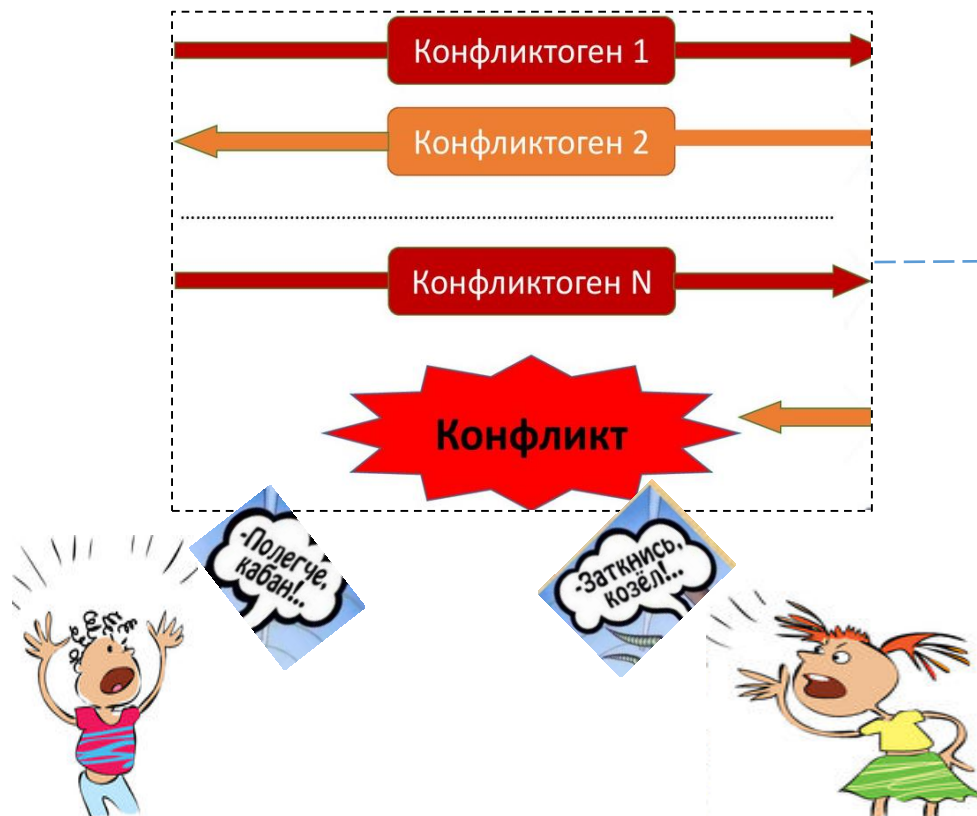 Конфликтоген 1
Конфликтоген 2
Конфликтоген N
Конфликт
-Полегче,
кабан!...
-Заткнись,
козёл!...